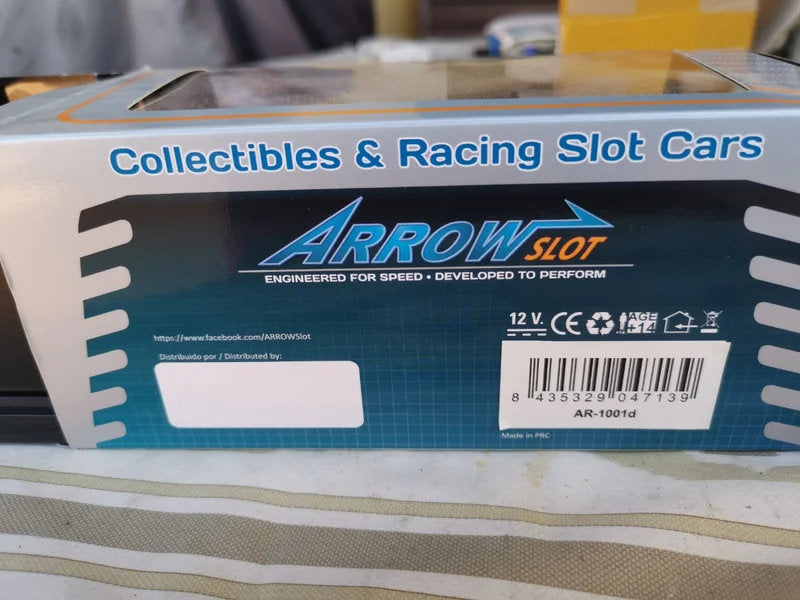 Collectibles & Racing Slot Cars
ARROW SLOT
ENGINEERED FOR SPEED • DEVELOPED TO PERFORM
12 V. CE AGE +14
https://www.facebook.com/ARROWSlot
Distribuido por / Distributed by:
8 435329 047139
AR-1001d
Made in PRC